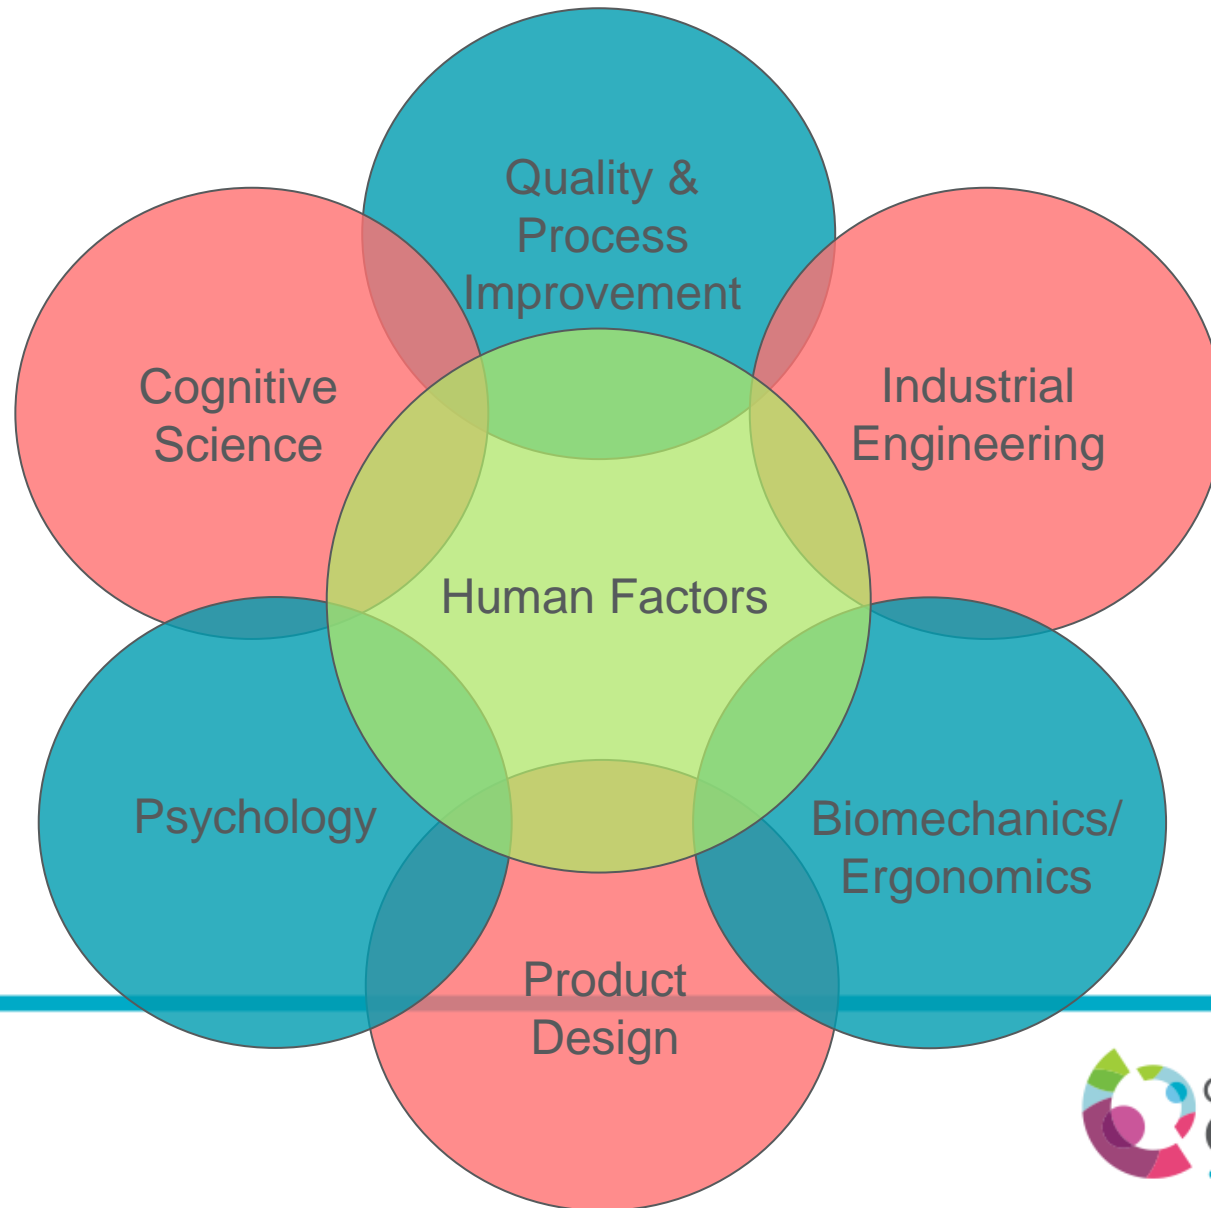 Quality &
Process
Improvement
Cognitive
Science
Industrial
Engineering
Human Factors
Psychology
Biomechanics/
Ergonomics
Product
Design